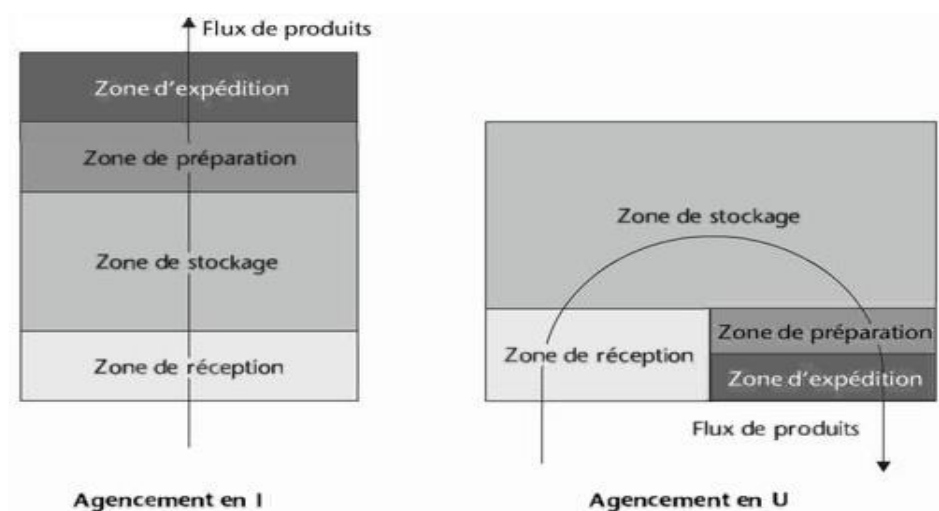 Flux de produits
Zone d'expédition
Zone de préparation
Zone de stockage
Zone de réception
Agencement en I
Zone de stockage
Zone de réception
Zone de préparation
Zone d'expédition
Flux de produits
Agencement en U